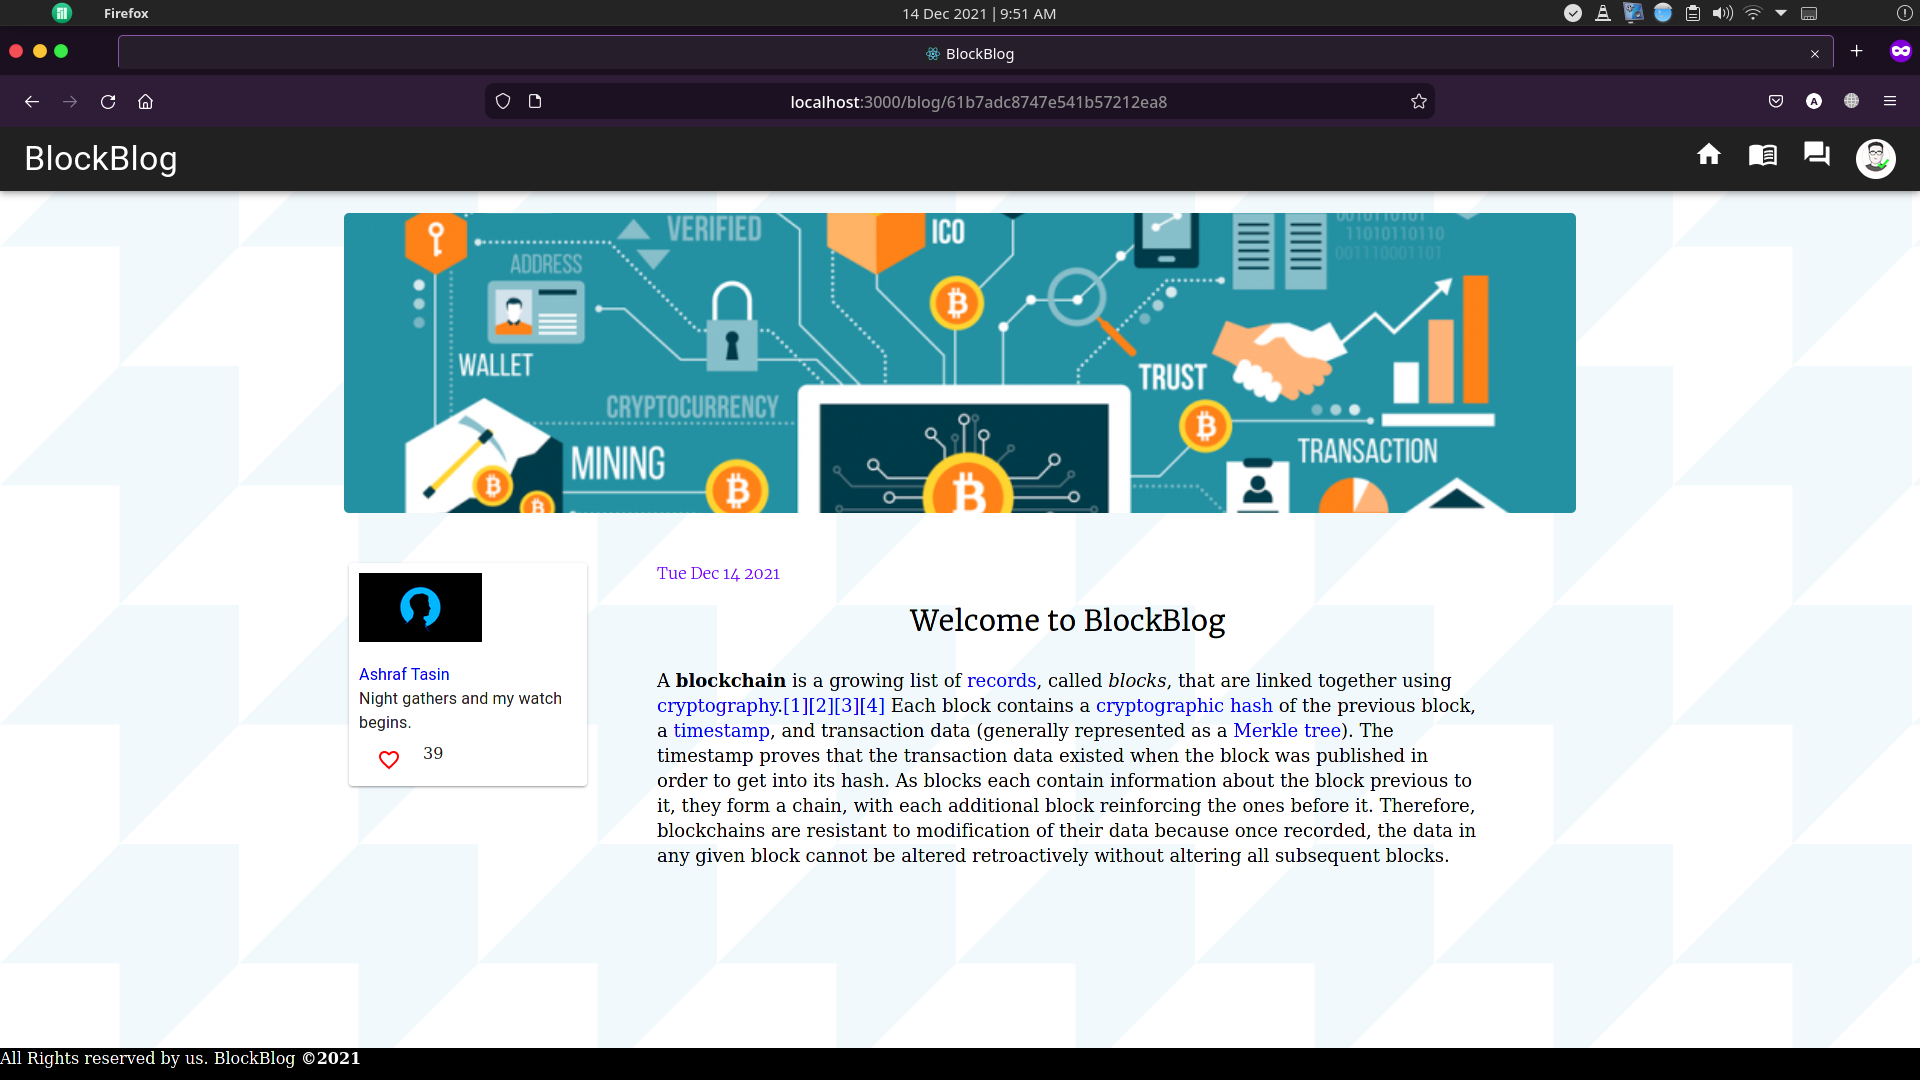 Firefox
14 Dec 2021 | 9:51 AM
BlockBlog
localhost:3000/blog/61b7adc8747e541b57212ea8
A
BlockBlog
VERIFIED
ICO
ADDRESS
11010110110
001110001101
WALLET
TRUST
CRYPTOCURRENCY
MINING
TRANSACTION
Tue Dec 14 2021
Welcome to BlockBlog
Ashraf Tasin
Night gathers and my watch
begins.
39
A blockchain is a growing list of records, called blocks, that are linked together using
cryptography.[1][2][3][4] Each block contains a cryptographic hash of the previous block,
a timestamp, and transaction data (generally represented as a Merkle tree). The
timestamp proves that the transaction data existed when the block was published in
order to get into its hash. As blocks each contain information about the block previous to
it, they form a chain, with each additional block reinforcing the ones before it. Therefore,
blockchains are resistant to modification of their data because once recorded, the data in
any given block cannot be altered retroactively without altering all subsequent blocks.
All Rights reserved by us. BlockBlog ©2021